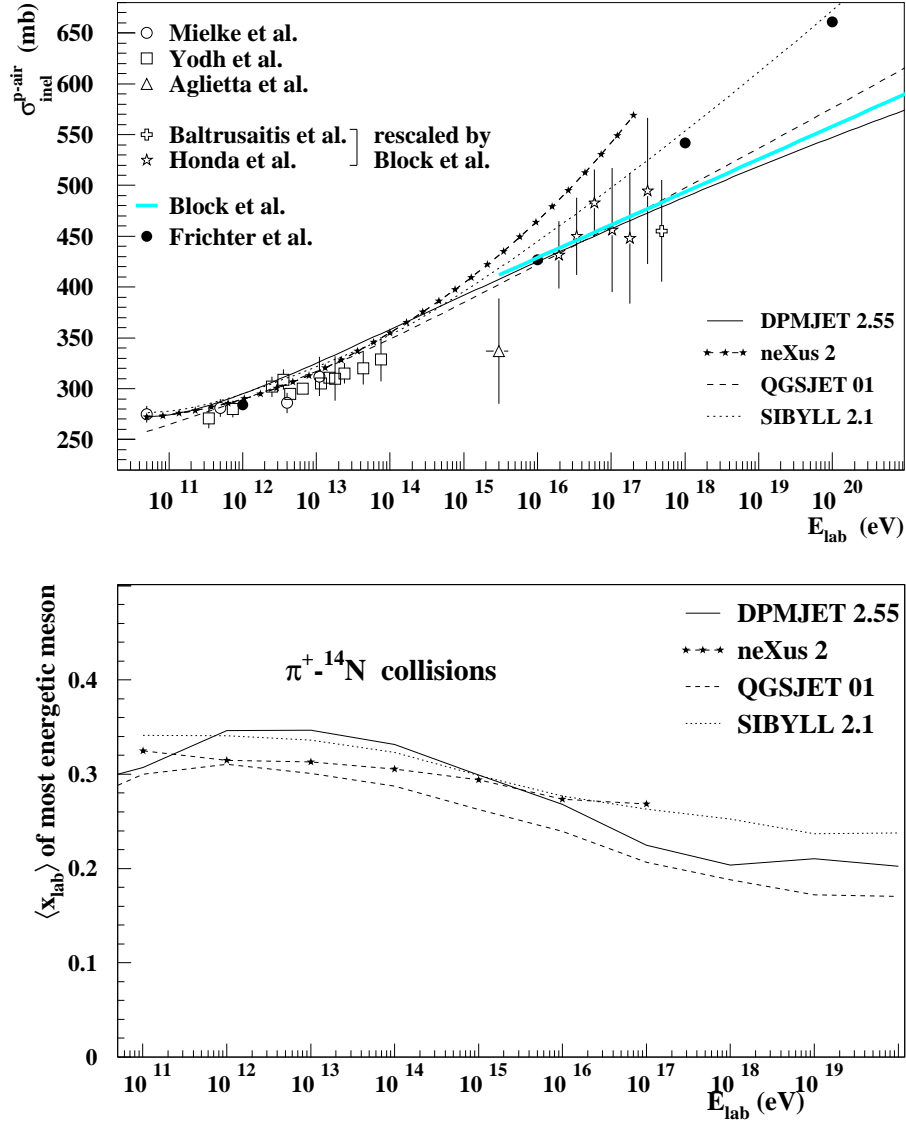 σ inel p-air (mb)
650
600
550
500
450
400
350
300
250
Mielke et al.
Yodh et al.
Aglietta et al.
Baltrusaitis et al.
Honda et al.
rescaled by
Block et al.
Block et al.
Frichter et al.
DPMJET 2.55
neXus 2
QGSJET 01
SIBYLL 2.1
10^11 10^12 10^13 10^14 10^15 10^16 10^17 10^18 10^19 10^20
E_lab (eV)
⟨x_lab⟩ of most energetic meson
0.4
0.3
0.2
0.1
0
π⁺-¹⁴N collisions
DPMJET 2.55
neXus 2
QGSJET 01
SIBYLL 2.1
10^11 10^12 10^13 10^14 10^15 10^16 10^17 10^18 10^19
E_lab (eV)